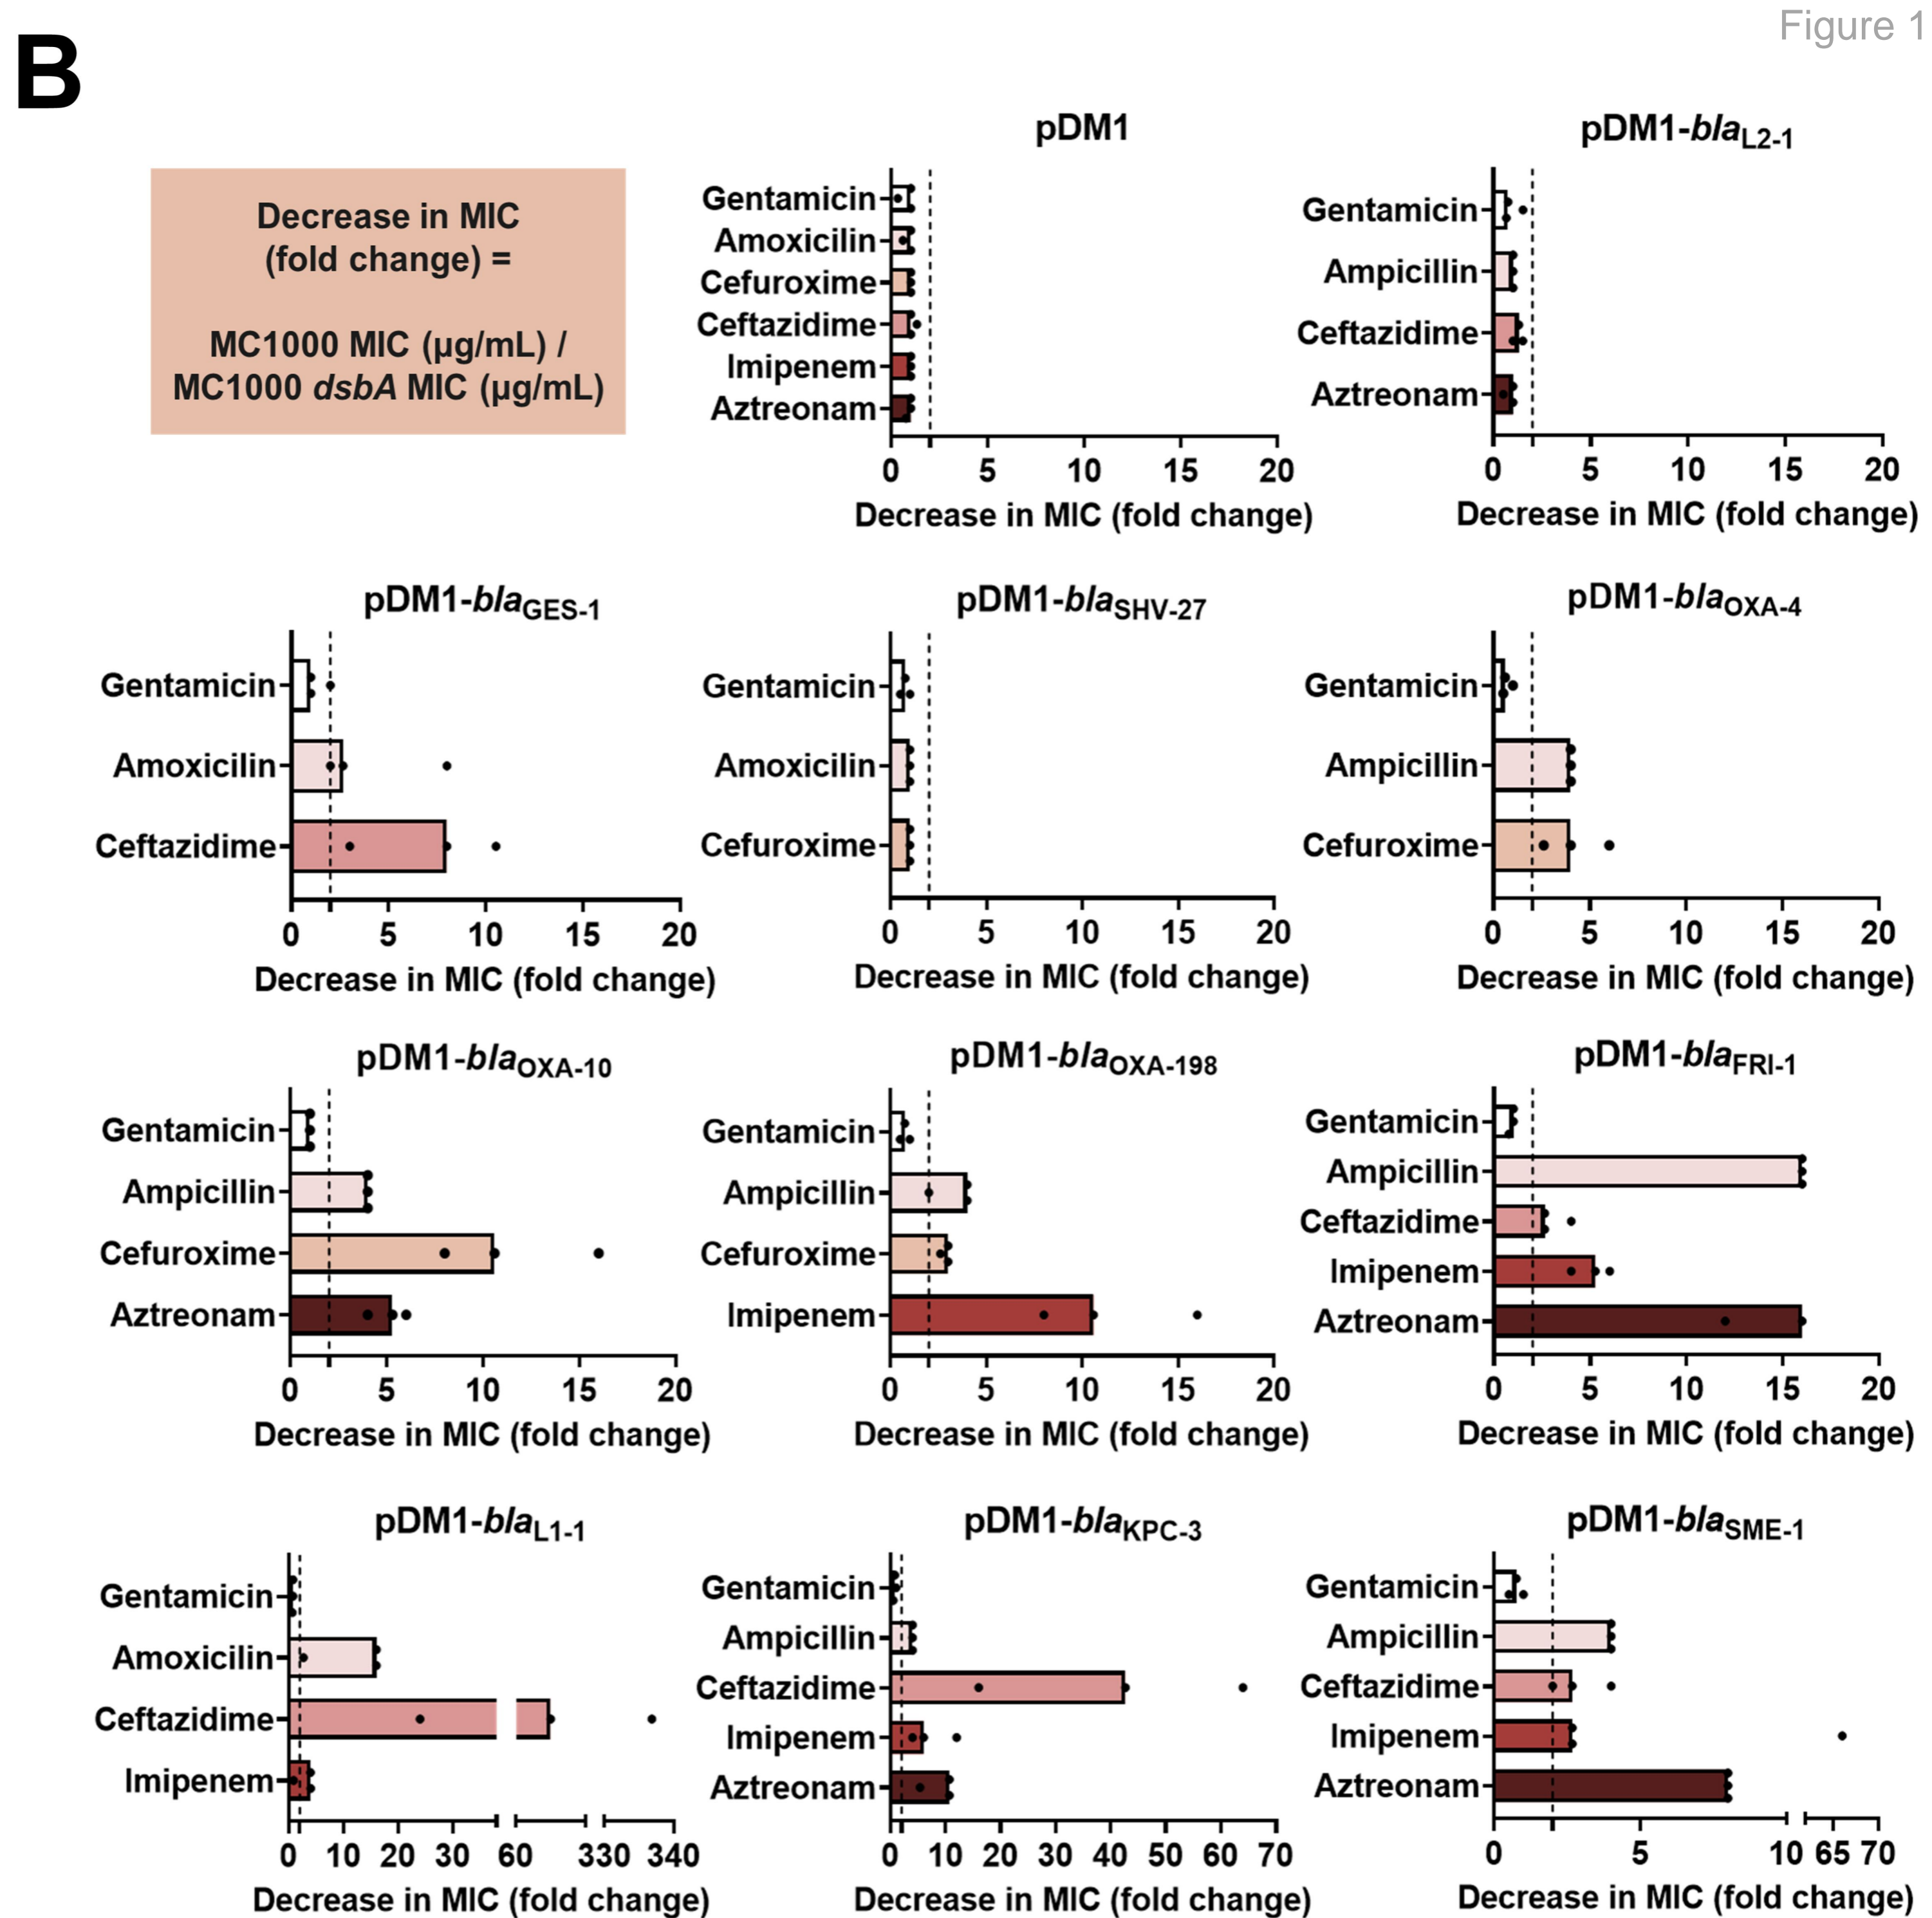 Figure 1
B
Decrease in MIC
(fold change) =
MC1000 MIC (µg/mL) /
MC1000 dsbA MIC (µg/mL)
pDM1
Gentamicin
Amoxicilin
Cefuroxime
Ceftazidime
Imipenem
Aztreonam
0 5 10 15 20
Decrease in MIC (fold change)
pDM1-blaL2-1
Gentamicin
Ampicillin
Ceftazidime
Aztreonam
0 5 10 15 20
Decrease in MIC (fold change)
pDM1-blaGES-1
Gentamicin
Amoxicilin
Ceftazidime
0 5 10 15 20
Decrease in MIC (fold change)
pDM1-blaSHV-27
Gentamicin
Amoxicilin
Cefuroxime
0 5 10 15 20
Decrease in MIC (fold change)
pDM1-blaOXA-4
Gentamicin
Ampicillin
Cefuroxime
0 5 10 15 20
Decrease in MIC (fold change)
pDM1-blaOXA-10
Gentamicin
Ampicillin
Cefuroxime
Aztreonam
0 5 10 15 20
Decrease in MIC (fold change)
pDM1-blaOXA-198
Gentamicin
Ampicillin
Cefuroxime
Imipenem
0 5 10 15 20
Decrease in MIC (fold change)
pDM1-blaFRI-1
Gentamicin
Ampicillin
Ceftazidime
Imipenem
Aztreonam
0 5 10 15 20
Decrease in MIC (fold change)
pDM1-blaL1-1
Gentamicin
Amoxicilin
Ceftazidime
Imipenem
0 10 20 30 60 330 340
Decrease in MIC (fold change)
pDM1-blaKPC-3
Gentamicin
Ampicillin
Ceftazidime
Imipenem
Aztreonam
0 10 20 30 40 50 60 70
Decrease in MIC (fold change)
pDM1-blaSME-1
Gentamicin
Ampicillin
Ceftazidime
Imipenem
Aztreonam
0 5 10 65 70
Decrease in MIC (fold change)